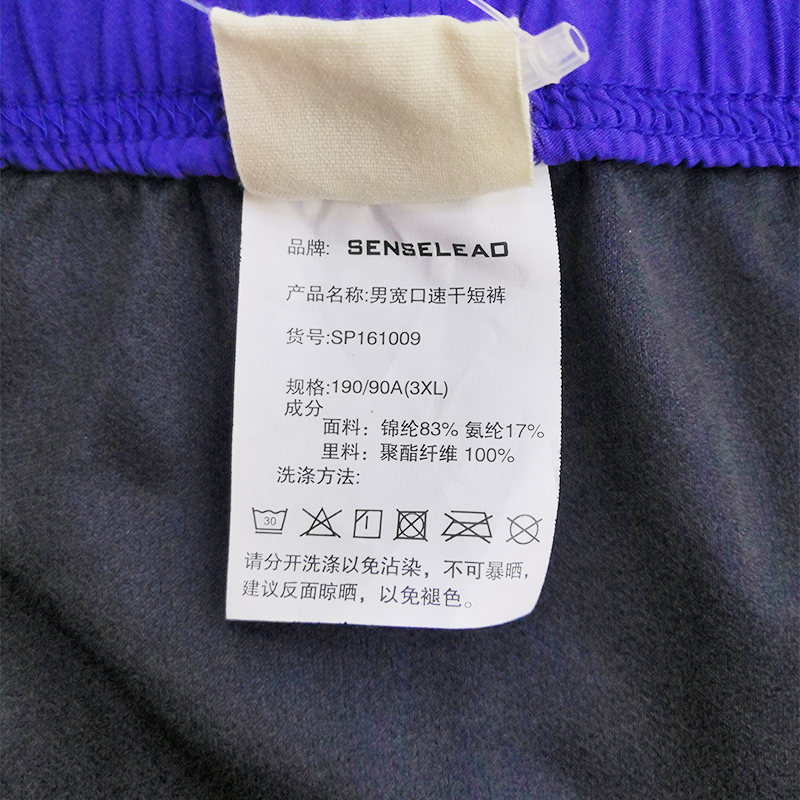 品牌: SENSELEAD
产品名称:男宽口速干短裤
货号:SP161009
规格:190/90A(3XL)
成分
面料：锦纶83% 氨纶17%
里料：聚酯纤维 100%
洗涤方法:
30
请分开洗涤以免沾染，不可暴晒，
建议反面晾晒，以免褪色。